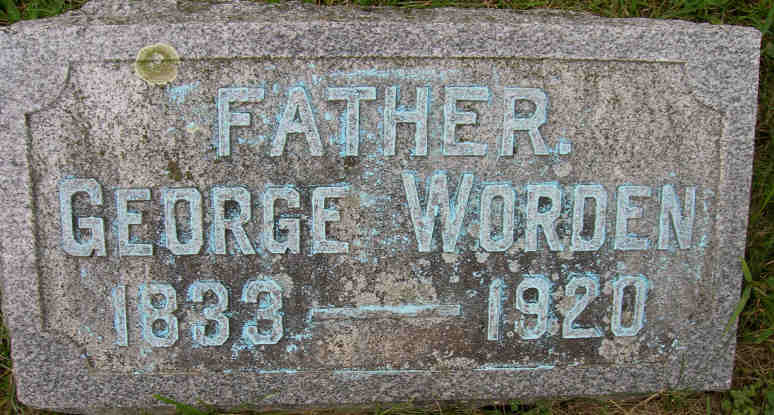 FATHER.
GEORGE WORDEN
1833 — 1920